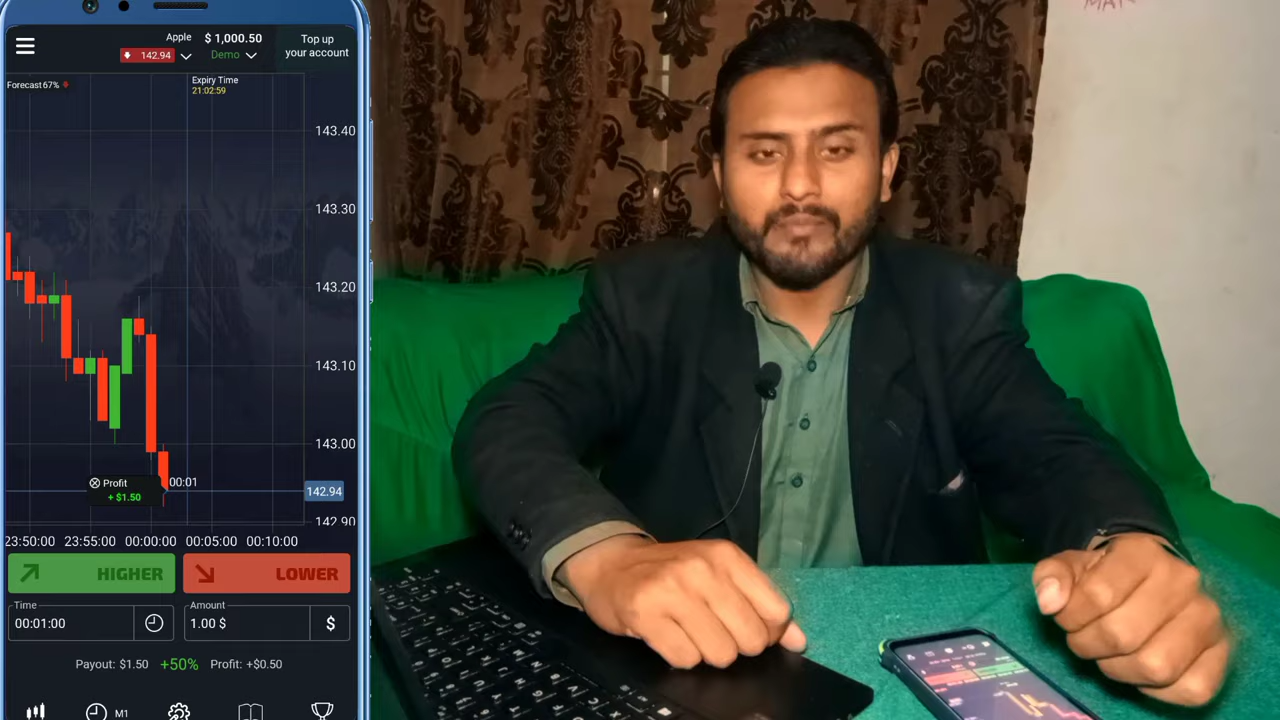 Apple
$ 1,000.50
Top up
your account
142.94
Demo
Forecast67%
Expiry Time
21:02:59
143.40
143.30
143.20
143.10
143.00
Profit
+ $1.50
00:01
142.94
142.90
23:50:00 23:55:00 00:00:00 00:05:00 00:10:00
HIGHER
LOWER
Time
00:01:00
Amount
1.00 $
$
Payout: $1.50 +50% Profit: +$0.50
M1